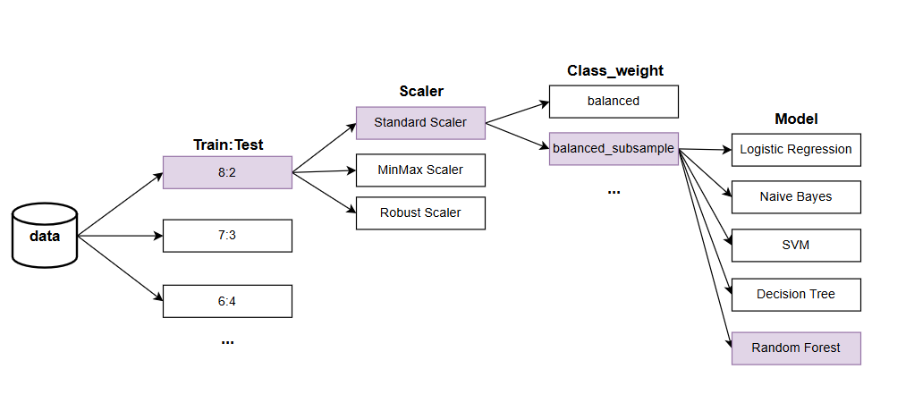 data
Train:Test
8:2
7:3
6:4
...
Scaler
Standard Scaler
MinMax Scaler
Robust Scaler
Class_weight
balanced
balanced_subsample
...
Model
Logistic Regression
Naive Bayes
SVM
Decision Tree
Random Forest